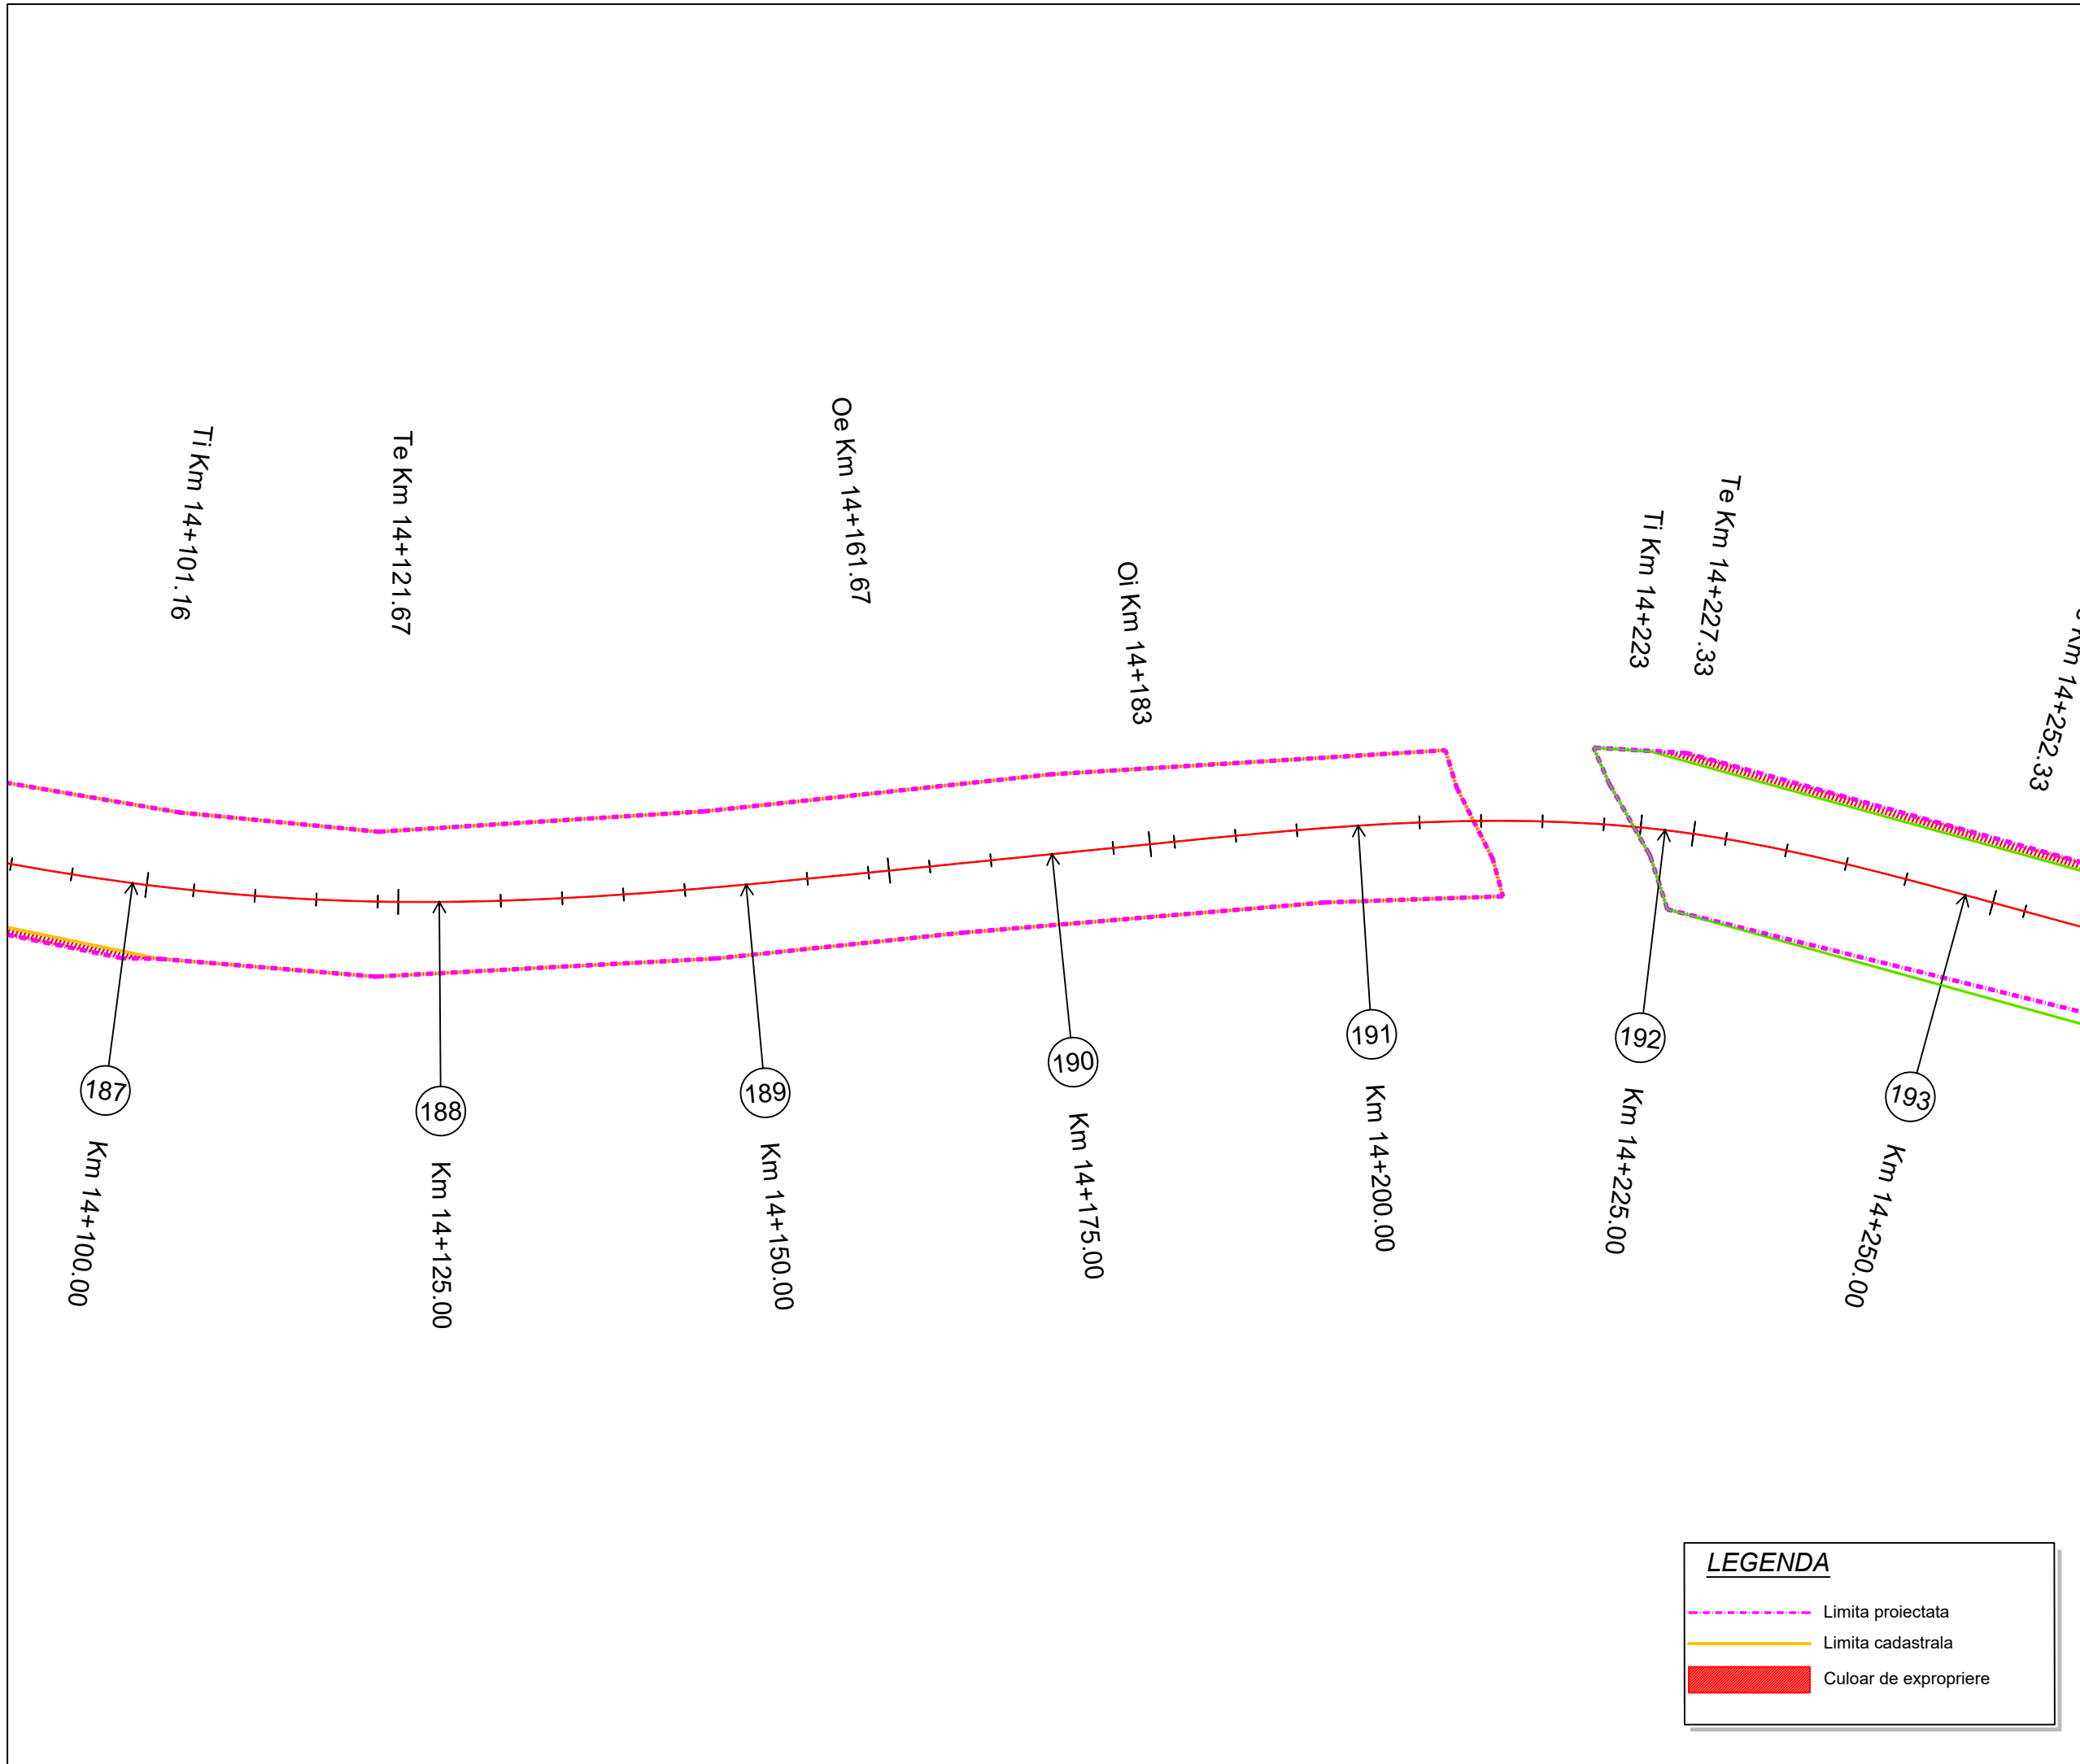 Ti Km 14+101.16
Te Km 14+121.67
Oe Km 14+161.67
Oi Km 14+183
Ti Km 14+223
Te Km 14+227.33
Km 14+252.33
187
188
189
190
191
192
193
Km 14+100.00
Km 14+125.00
Km 14+150.00
Km 14+175.00
Km 14+200.00
Km 14+225.00
Km 14+250.00
LEGENDA
Limita proiectata
Limita cadastrala
Culoar de expropriere